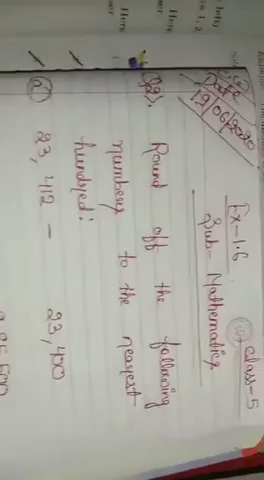 Class-5
Ex-1.6
Sub- Mathematics
Date
19/06/2020
Q2). Round off the following
numbers to the nearest
hundred:
a) 23,412 - 23,400